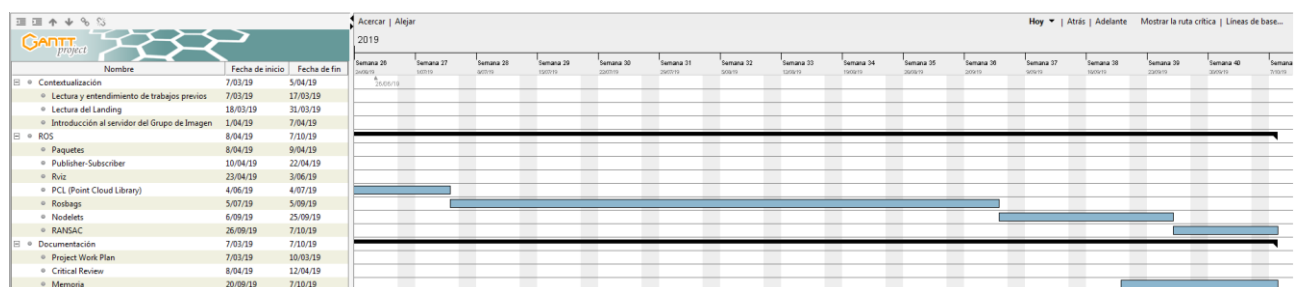 Acercar | Alejar
Hoy ▼ | Atrás | Adelante Mostrar la ruta crítica | Líneas de base...
GANTT project
2019
Semana 26 Semana 27 Semana 28 Semana 29 Semana 30 Semana 31 Semana 32 Semana 33 Semana 34 Semana 35 Semana 36 Semana 37 Semana 38 Semana 39 Semana 40 Semana
Nombre Fecha de inicio Fecha de fin
Contextualización 7/03/19 5/04/19
26/06/19
Lectura y entendimiento de trabajos previos 7/03/19 17/03/19
Lectura del Landing 18/03/19 31/03/19
Introducción al servidor del Grupo de Imagen 1/04/19 7/04/19
ROS 8/04/19 7/10/19
Paquetes 8/04/19 9/04/19
Publisher-Subscriber 10/04/19 22/04/19
Rviz 23/04/19 3/06/19
PCL (Point Cloud Library) 4/06/19 4/07/19
Rosbags 5/07/19 5/09/19
Nodelets 6/09/19 25/09/19
RANSAC 26/09/19 7/10/19
Documentación 7/03/19 7/10/19
Project Work Plan 7/03/19 10/03/19
Critical Review 8/04/19 12/04/19
Memoria 20/09/19 7/10/19